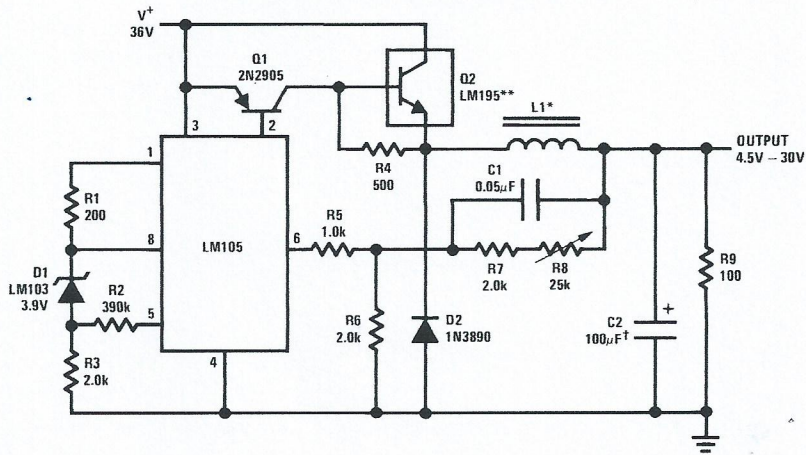 V+
36V
Q1
2N2905
Q2
LM195**
L1*
OUTPUT
4.5V – 30V
3
2
1
R4
500
C1
0.05µF
R1
200
R5
1.0k
6
8
LM105
R7
2.0k
R8
25k
R9
100
D1
LM103
3.9V
R2
390k
5
R6
2.0k
D2
1N3890
+
C2
100µF†
R3
2.0k
4